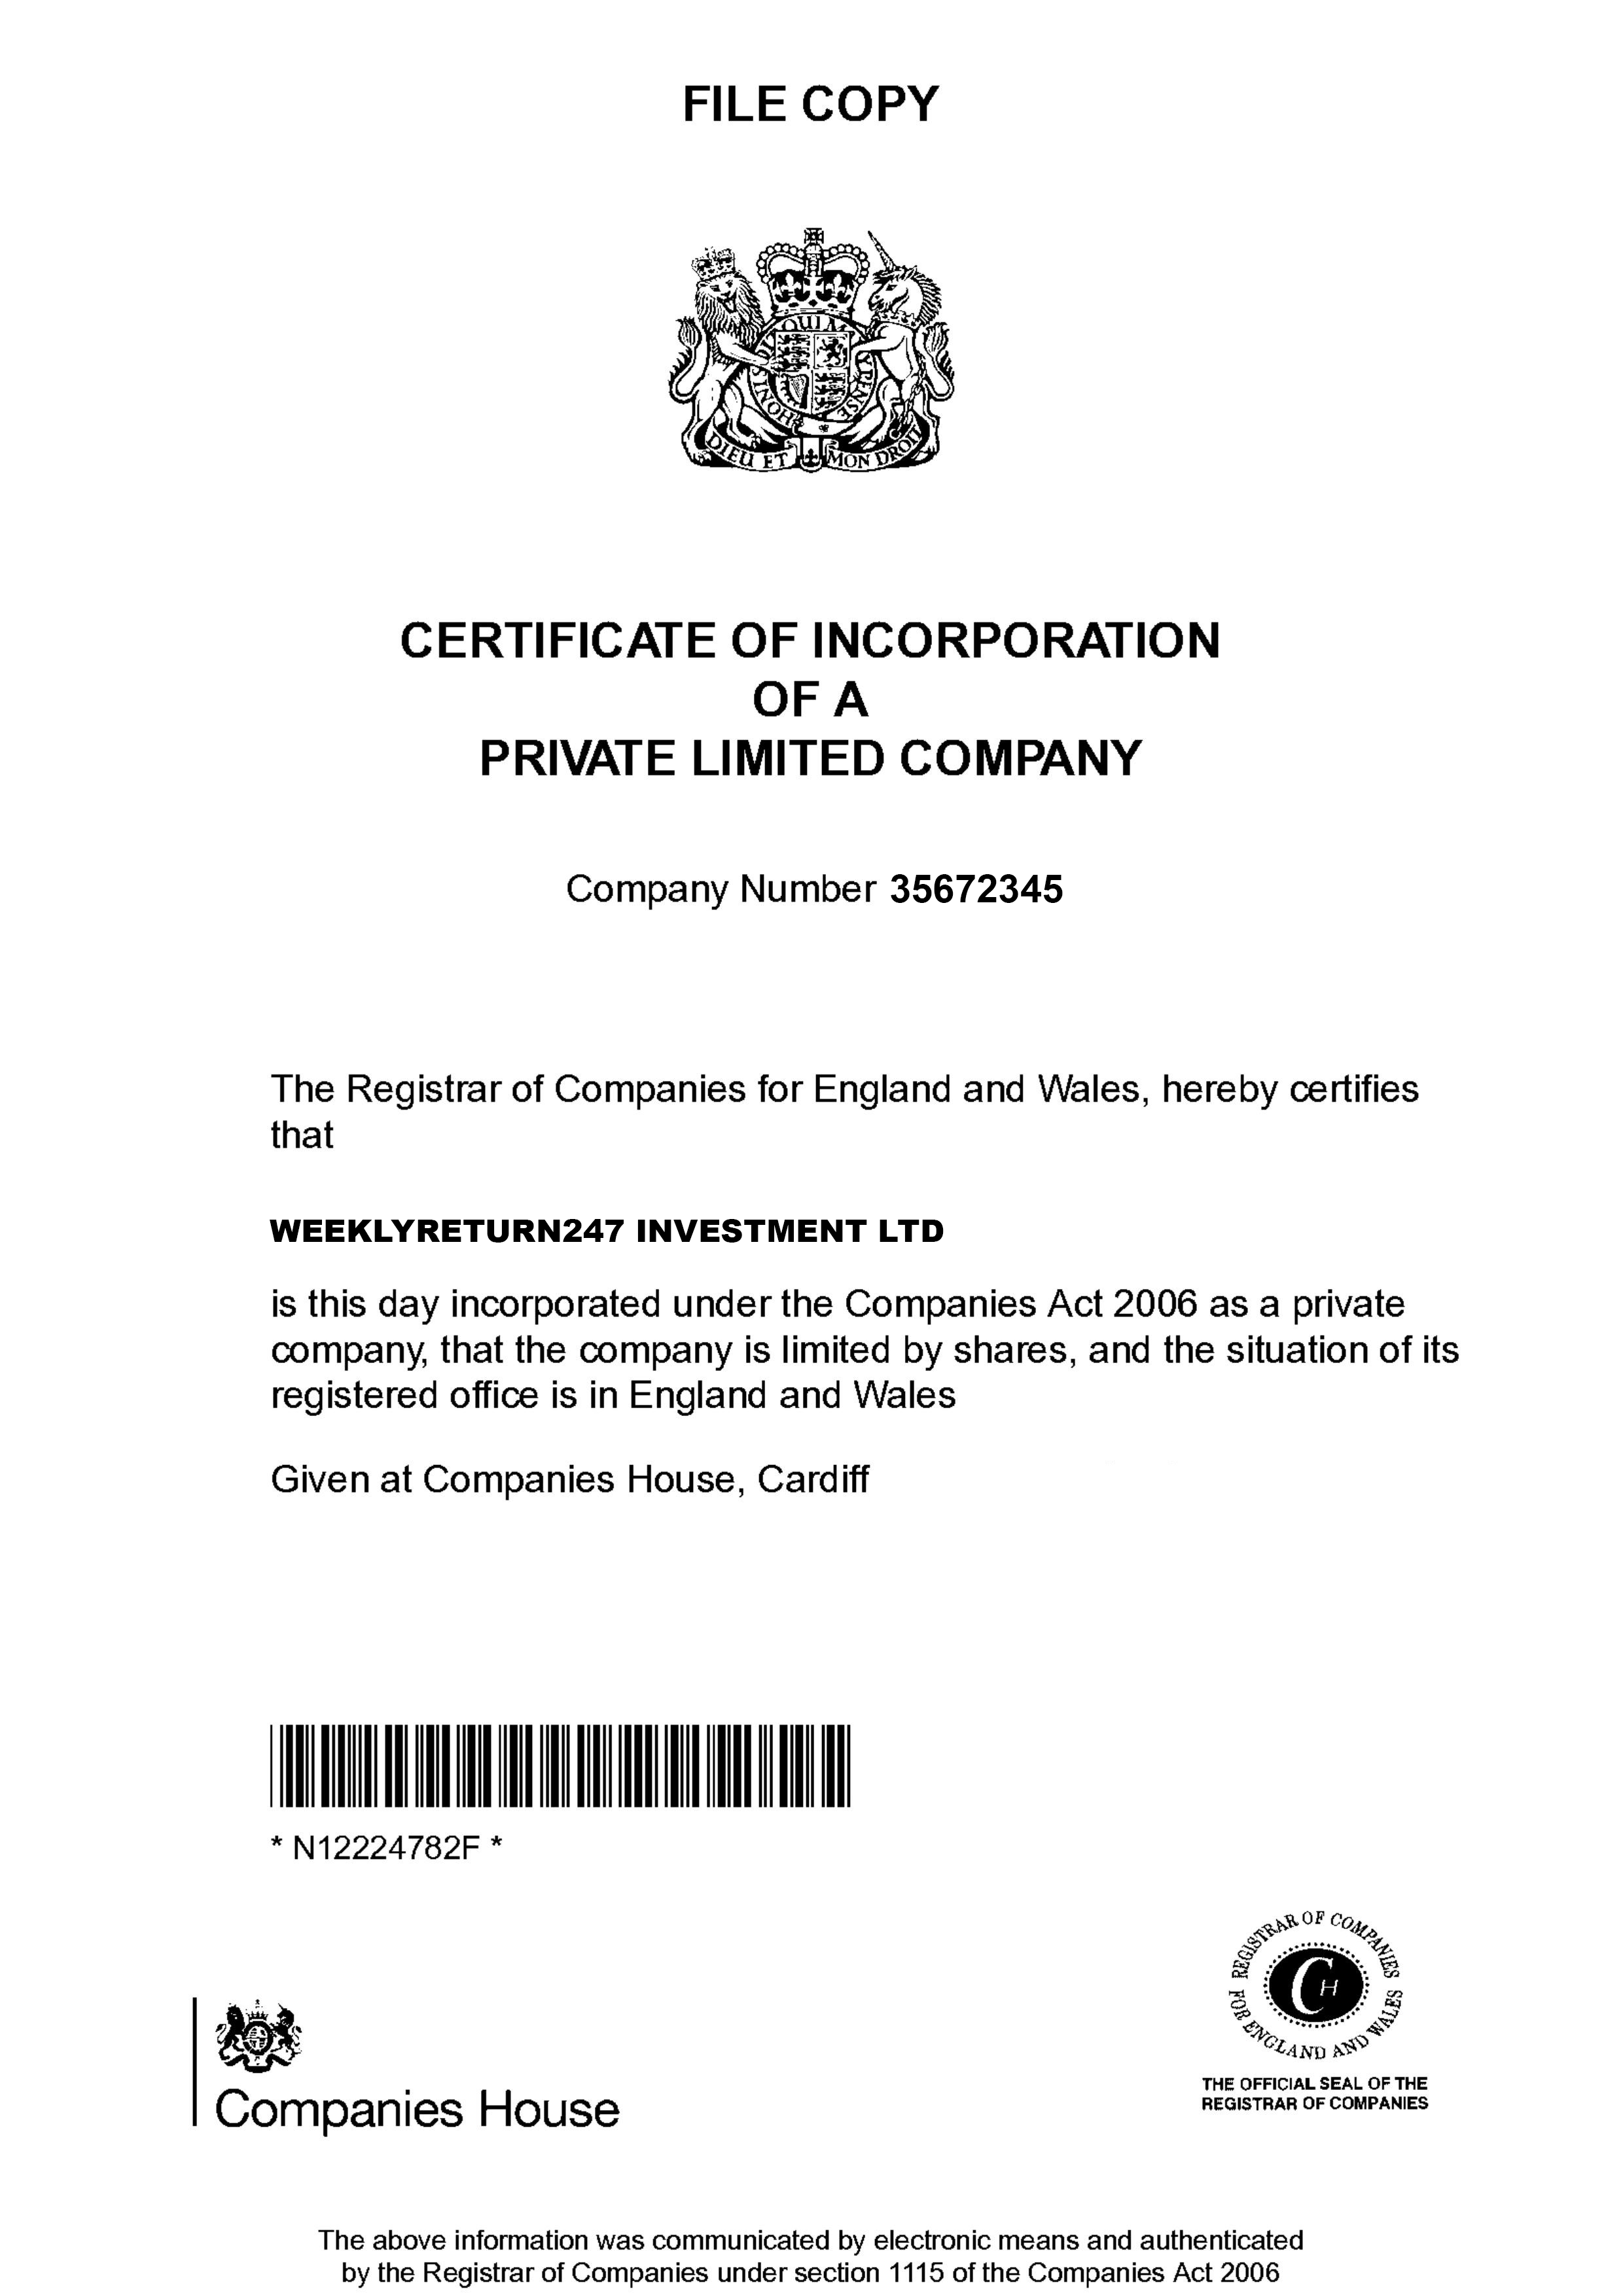 FILE COPY
QUI
HONI
Y PENSE
DIEU ET MON DROIT
CERTIFICATE OF INCORPORATION
OF A
PRIVATE LIMITED COMPANY
Company Number 35672345
The Registrar of Companies for England and Wales, hereby certifies
that
WEEKLYRETURN247 INVESTMENT LTD
is this day incorporated under the Companies Act 2006 as a private
company, that the company is limited by shares, and the situation of its
registered office is in England and Wales
Given at Companies House, Cardiff
* N12224782F *
REGISTRAR OF COMPANIES
FOR ENGLAND AND WALES
CH
THE OFFICIAL SEAL OF THE
REGISTRAR OF COMPANIES
Companies House
The above information was communicated by electronic means and authenticated
by the Registrar of Companies under section 1115 of the Companies Act 2006